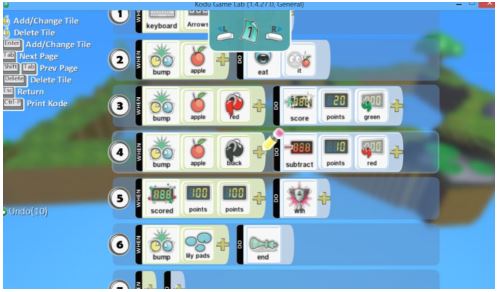 Kodu Game Lab (1.4.27.0, General)
Add/Change Tile
Delete Tile
Enter Add/Change Tile
Tab Next Page
Shift Tab Prev Page
Delete Delete Tile
Esc Return
Ctrl-P Print Kode
Undo(10)
L 1 R
1 WHEN keyboard Arrows
2 WHEN bump apple DO eat it
3 WHEN bump apple red DO score 20 points green
4 WHEN bump apple black DO subtract 10 points red
5 WHEN scored 100 points 100 points DO win
6 WHEN bump lily pads DO end